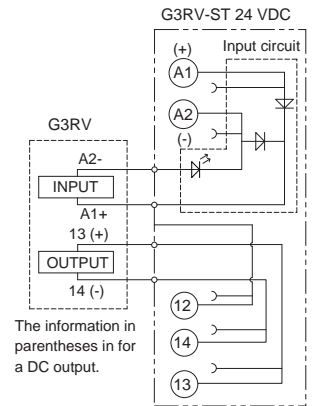 G3RV-ST 24 VDC
Input circuit
(+)
A1
A2
(-)
G3RV
A2-
INPUT
A1+
13 (+)
OUTPUT
14 (-)
12
14
13
The information in
parentheses in for
a DC output.